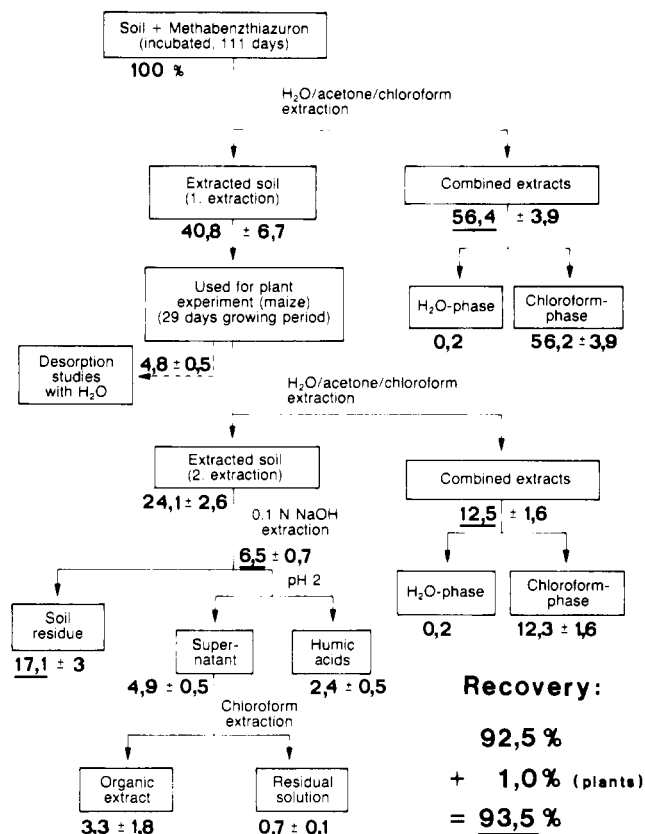 Soil + Methabenzthiazuron
(incubated, 111 days)
100 %
H₂O/acetone/chloroform
extraction
Extracted soil
(1. extraction)
40,8 ± 6,7
Combined extracts
56,4 ± 3,9
Used for plant
experiment (maize)
(29 days growing period)
H₂O-phase
0,2
Chloroform-
phase
56,2 ± 3,9
Desorption
studies
with H₂O
4,8 ± 0,5
H₂O/acetone/chloroform
extraction
Extracted soil
(2. extraction)
24,1 ± 2,6
Combined extracts
12,5 ± 1,6
0.1 N NaOH
extraction
6,5 ± 0,7
pH 2
H₂O-phase
0,2
Chloroform-
phase
12,3 ± 1,6
Soil
residue
17,1 ± 3
Super-
natant
4,9 ± 0,5
Humic
acids
2,4 ± 0,5
Chloroform
extraction
Organic
extract
3,3 ± 1,8
Residual
solution
0,7 ± 0,1
Recovery:
92,5 %
+ 1,0% (plants)
= 93,5 %